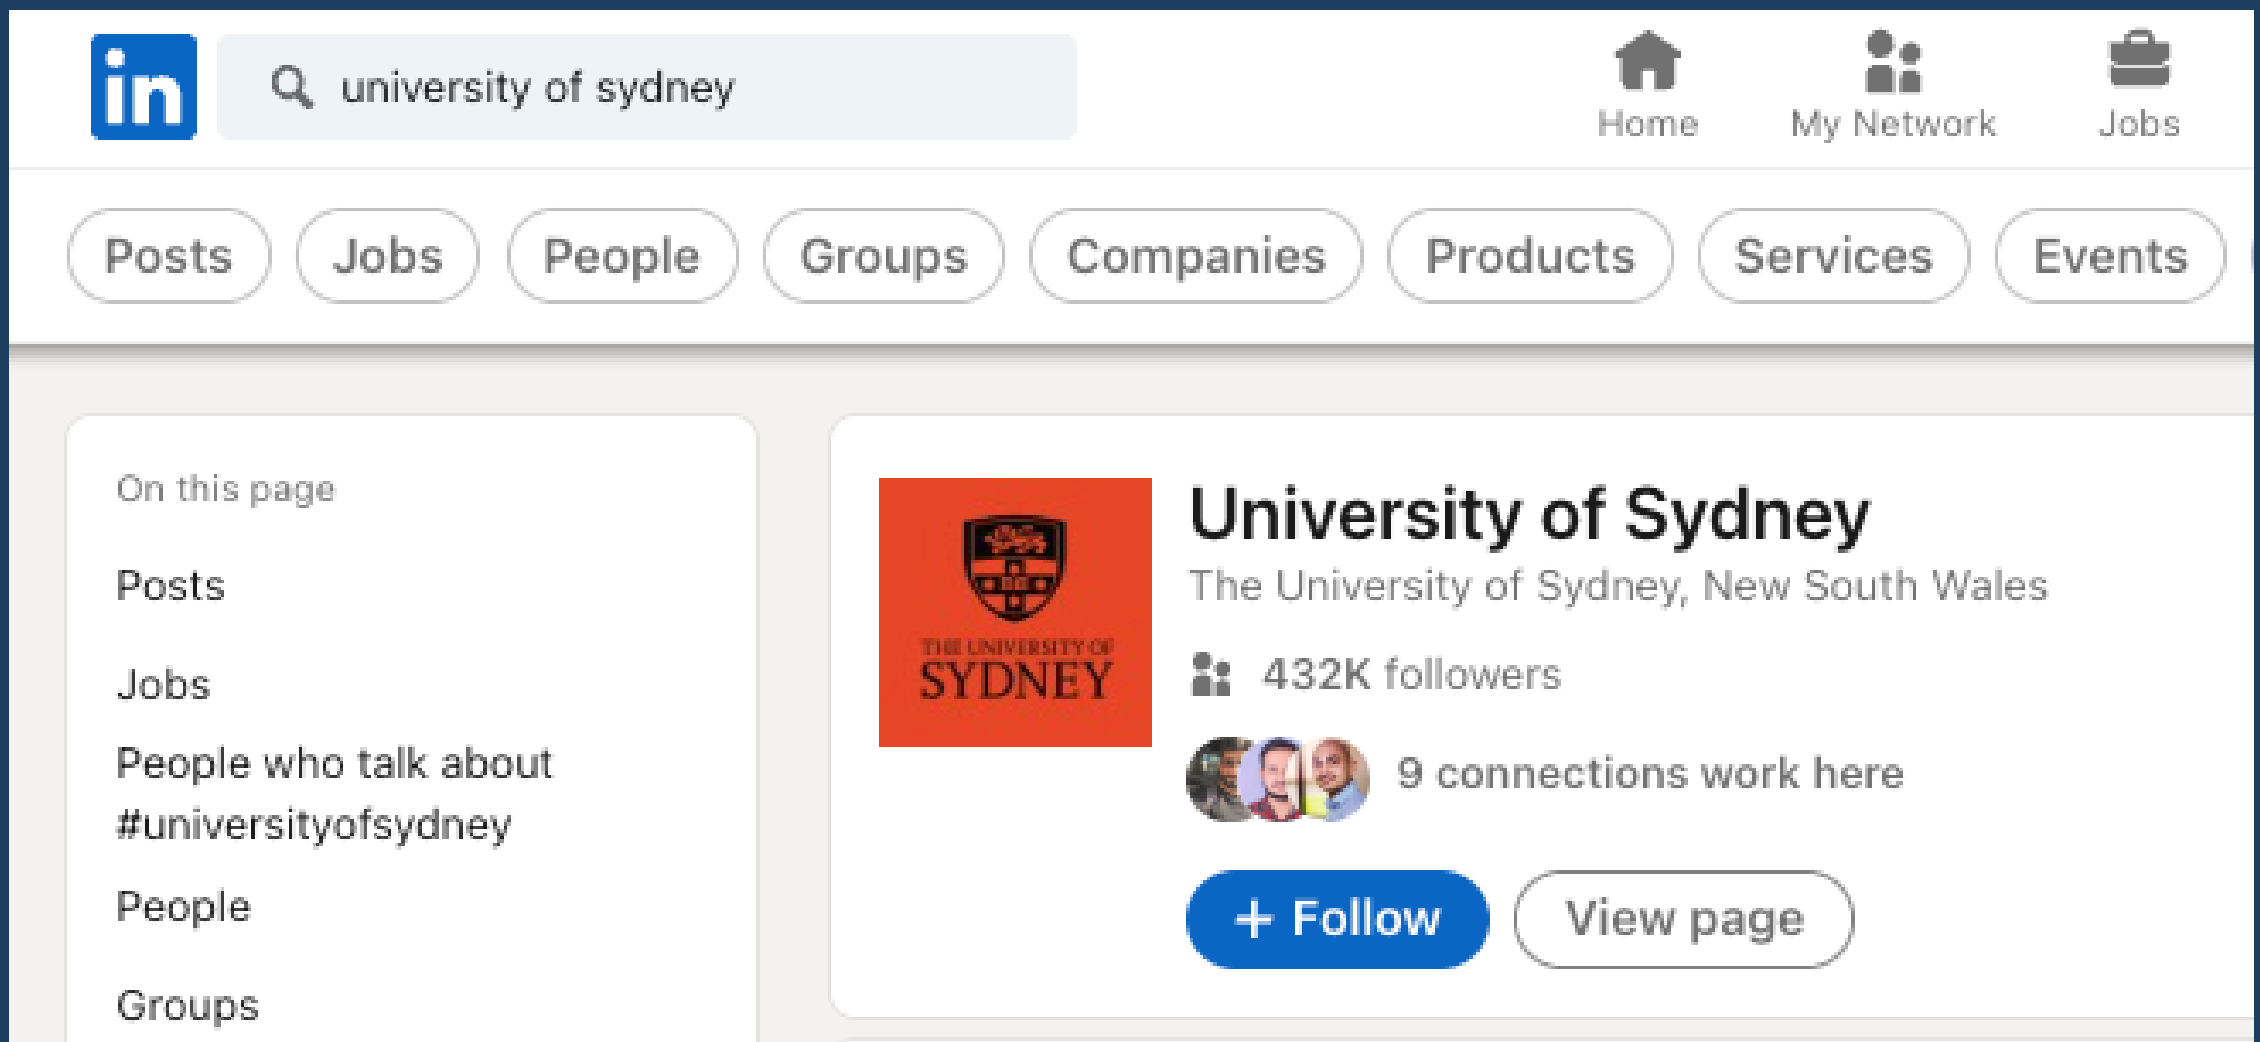 in
university of sydney
Home
My Network
Jobs
Posts
Jobs
People
Groups
Companies
Products
Services
Events
On this page
Posts
Jobs
People who talk about
#universityofsydney
People
Groups
THE UNIVERSITY OF
SYDNEY
University of Sydney
The University of Sydney, New South Wales
432K followers
9 connections work here
+ Follow
View page